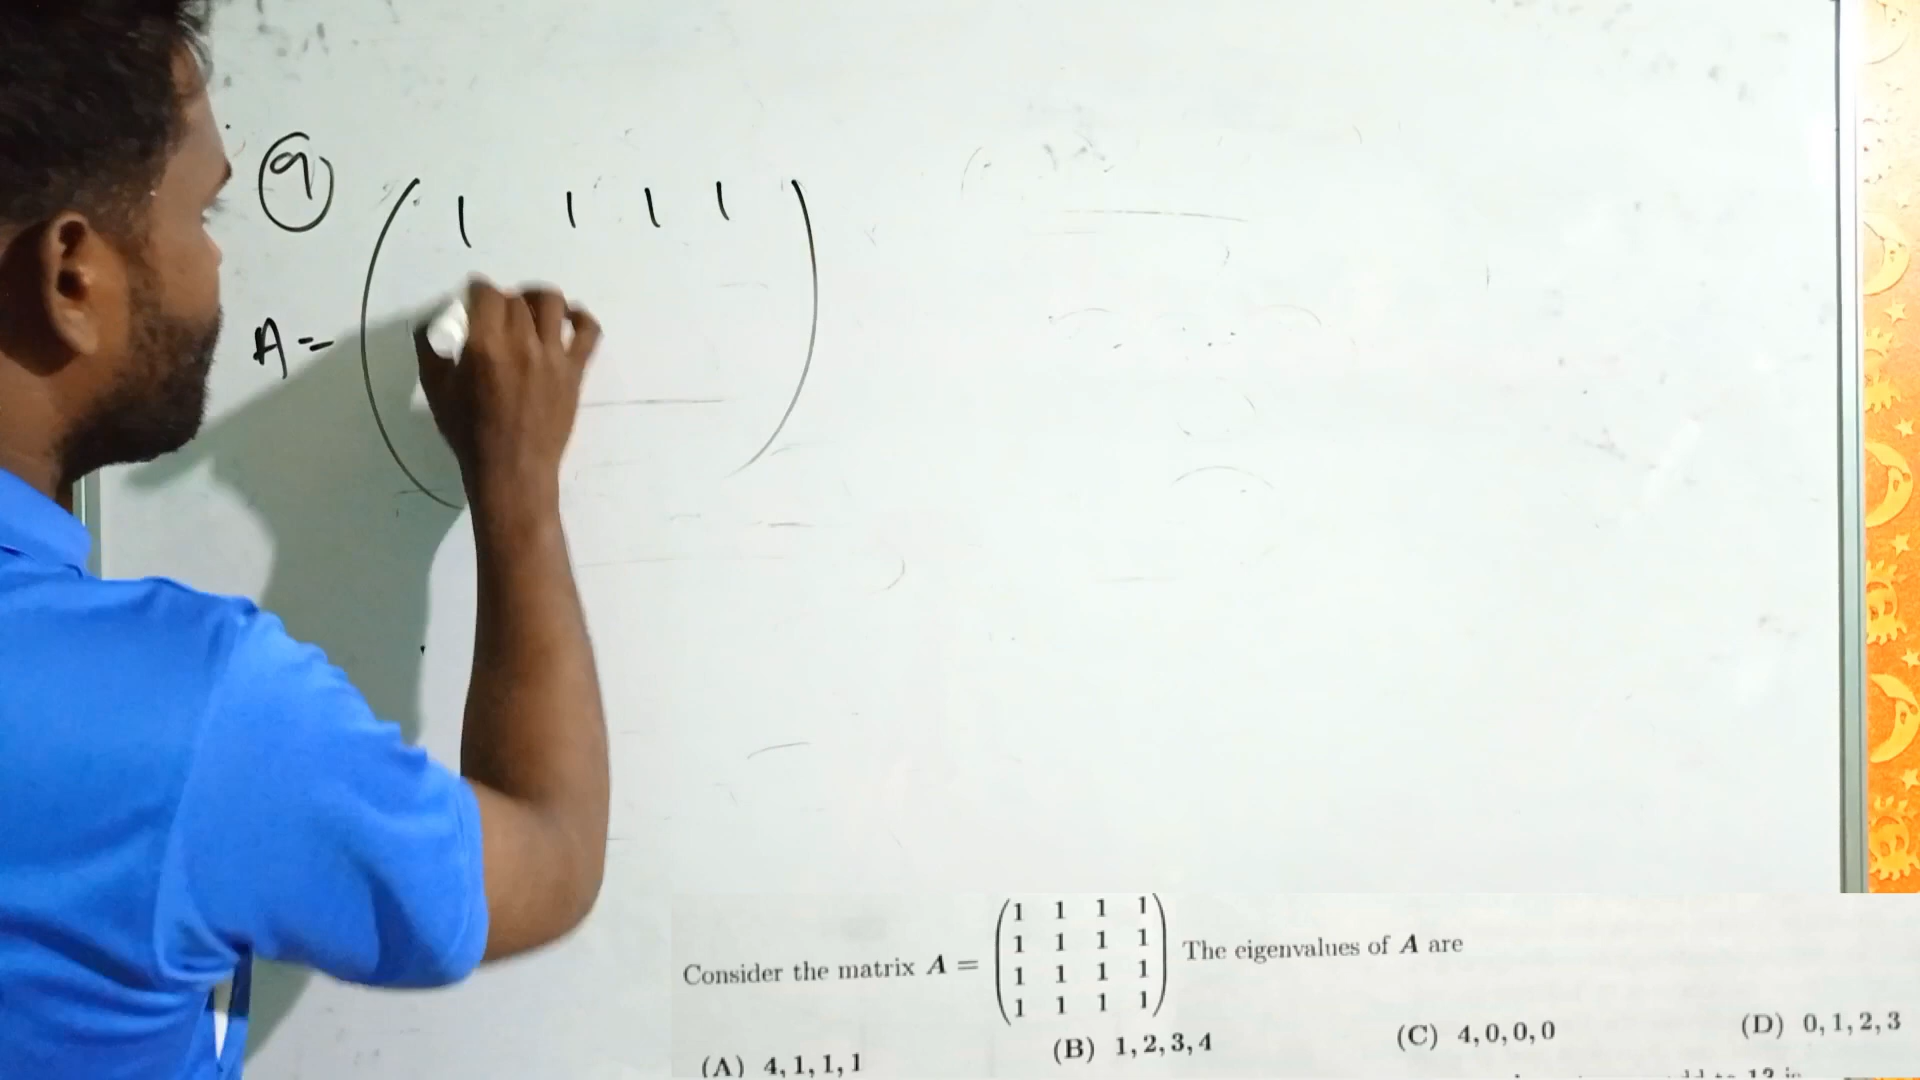 9
1 1 1 1
A =
Consider the matrix A = (1 1 1 1
1 1 1 1
1 1 1 1
1 1 1 1) The eigenvalues of A are
(A) 4, 1, 1, 1 (B) 1, 2, 3, 4 (C) 4, 0, 0, 0 (D) 0, 1, 2, 3